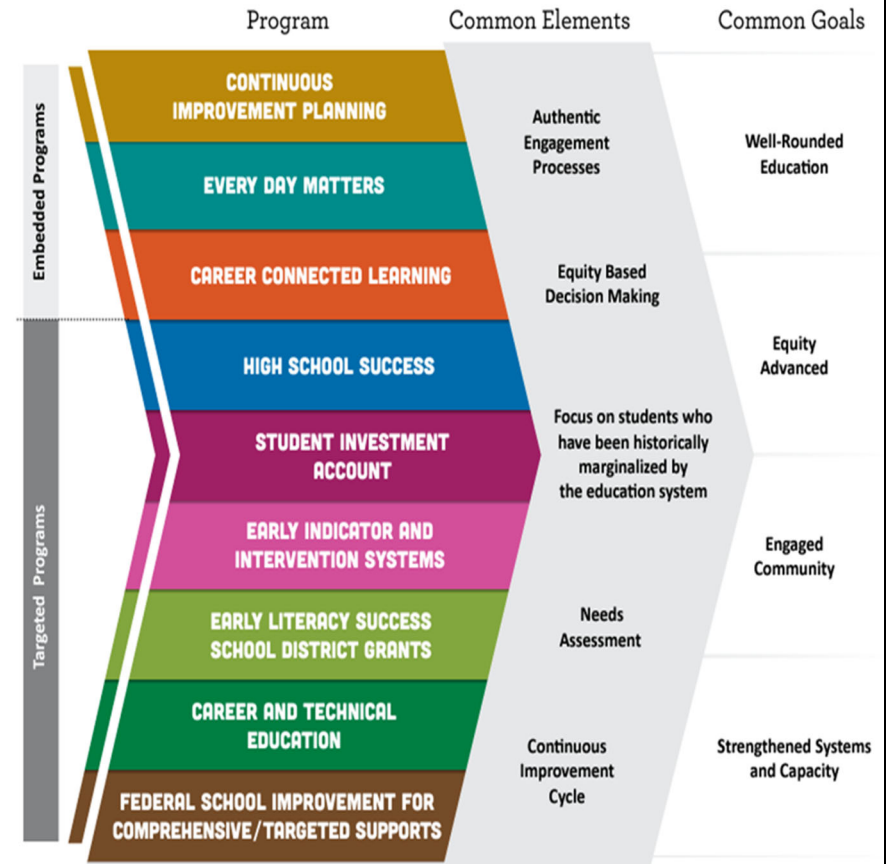 Program
Common Elements
Common Goals
Embedded Programs
Targeted Programs
CONTINUOUS
IMPROVEMENT PLANNING
EVERY DAY MATTERS
CAREER CONNECTED LEARNING
HIGH SCHOOL SUCCESS
STUDENT INVESTMENT
ACCOUNT
EARLY INDICATOR AND
INTERVENTION SYSTEMS
EARLY LITERACY SUCCESS
SCHOOL DISTRICT GRANTS
CAREER AND TECHNICAL
EDUCATION
FEDERAL SCHOOL IMPROVEMENT FOR
COMPREHENSIVE/TARGETED SUPPORTS
Authentic
Engagement
Processes
Equity Based
Decision Making
Focus on students who
have been historically
marginalized by
the education system
Needs
Assessment
Continuous
Improvement
Cycle
Well-Rounded
Education
Equity
Advanced
Engaged
Community
Strengthened Systems
and Capacity